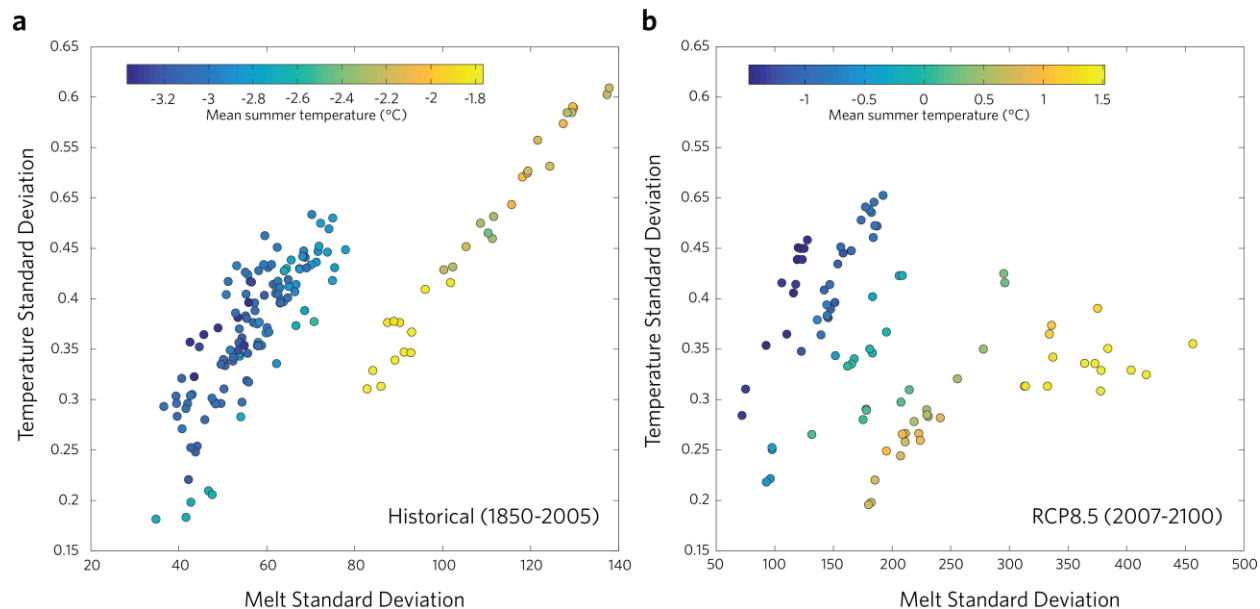 a
0.65
0.6
0.55
0.65
0.45
0.4
0.35
0.3
0.25
0.2
0.15
Temperature Standard Deviation
-3.2 -3 -2.8 -2.6 -2.4 -2.2 -2 -1.8
Mean summer temperature (°C)
Historical (1850-2005)
20 40 60 80 100 120 140
Melt Standard Deviation
b
0.65
0.6
0.55
0.65
0.45
0.4
0.35
0.3
0.25
0.2
0.15
Temperature Standard Deviation
-1 -0.5 0 0.5 1 1.5
Mean summer temperature (°C)
RCP8.5 (2007-2100)
50 100 150 200 250 300 350 400 450 500
Melt Standard Deviation